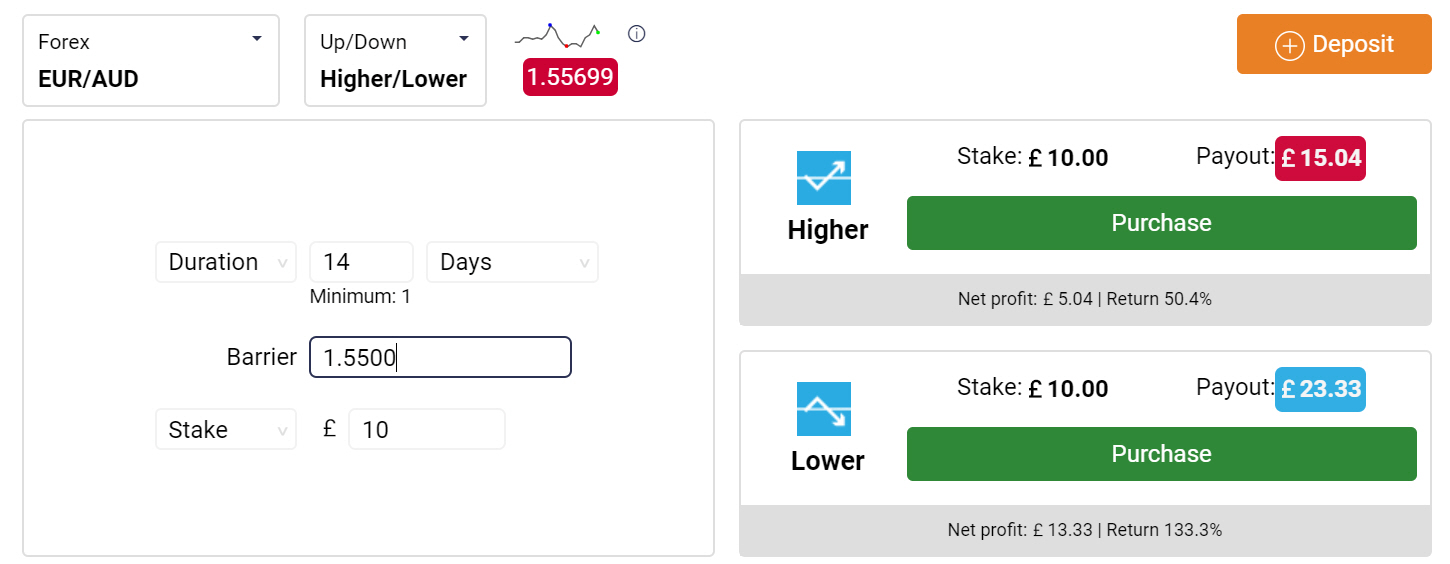 Forex
EUR/AUD
Up/Down
Higher/Lower
1.55699
Deposit
Duration
14
Days
Minimum: 1
Barrier
1.5500
Stake
£
10
Stake: £ 10.00
Payout: £ 15.04
Higher
Purchase
Net profit: £ 5.04 | Return 50.4%
Stake: £ 10.00
Payout: £ 23.33
Lower
Purchase
Net profit: £ 13.33 | Return 133.3%